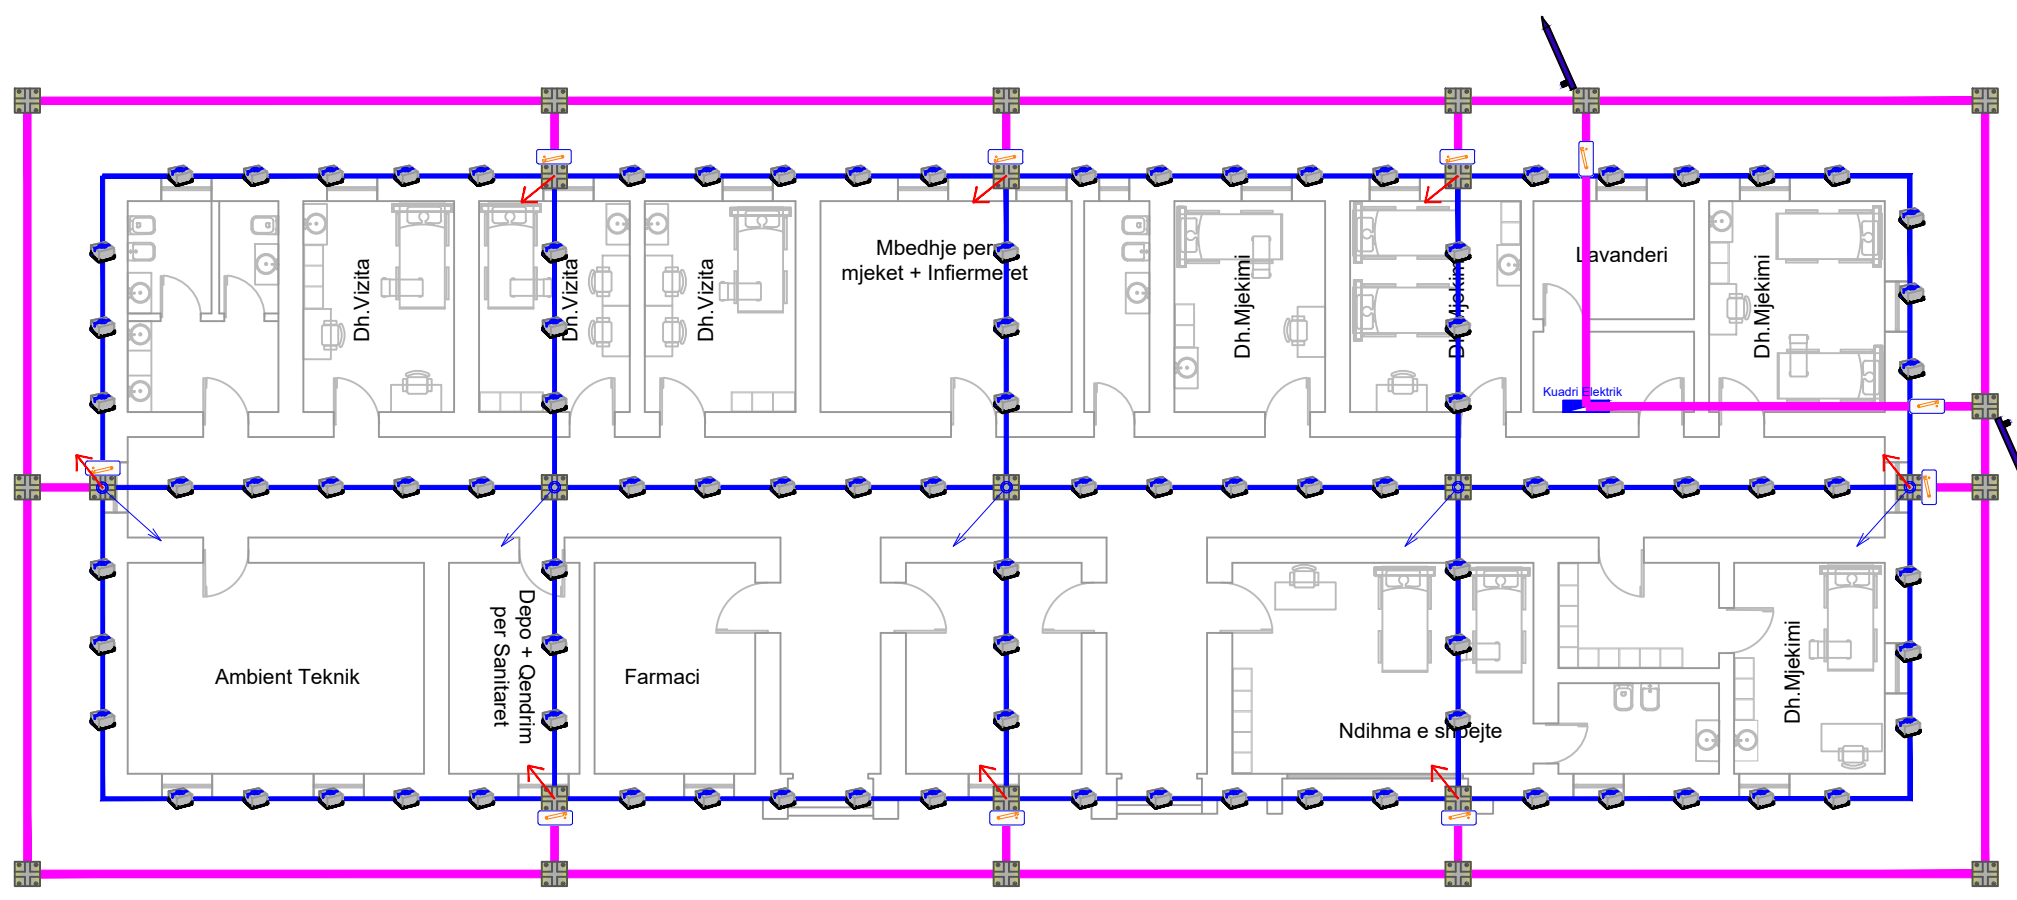 Mbedhje per
mjeket + Infiermeret
Lavanderi
Dh.Vizita
Dh.Vizita
Dh.Vizita
Dh.Mjekimi
Dh.Mjekimi
Dh.Mjekimi
Kuadri Elektrik
Ambient Teknik
Depo + Qendrim
per Sanitaret
Farmaci
Ndihma e shpejte
Dh.Mjekimi